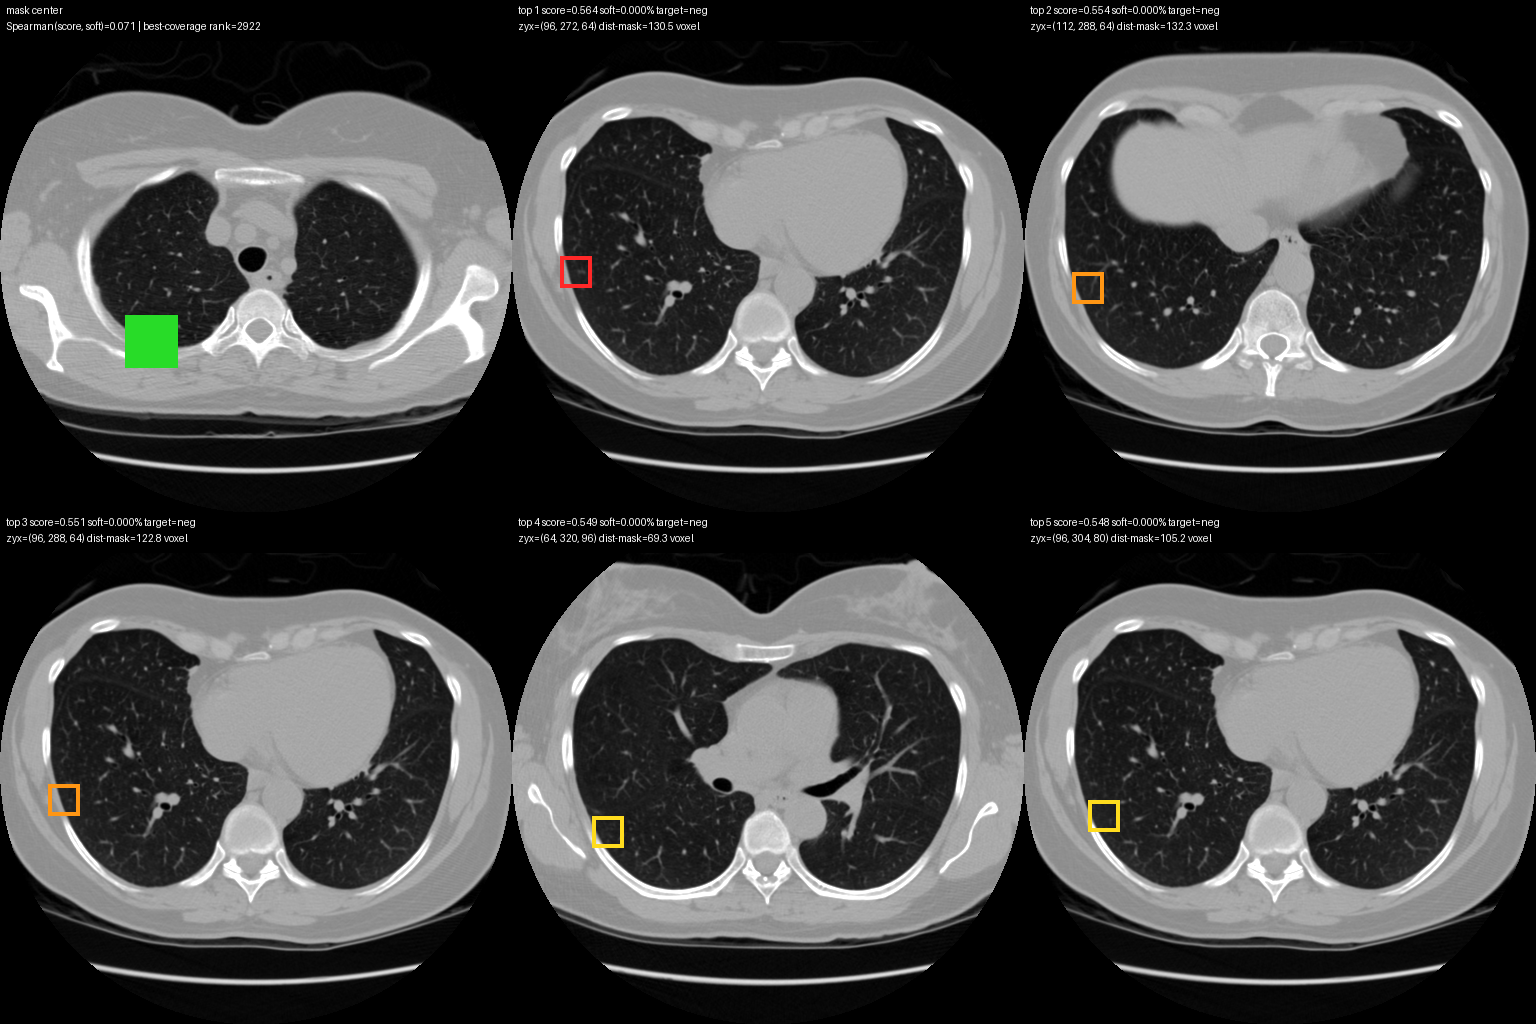 mask center
Spearman(score, soft)=0.071 | best-coverage rank=2922
top 1 score=0.564 soft=0.000% target=neg
zyx=(96, 272, 64) dist-mask=130.5 voxel
top 2 score=0.554 soft=0.000% target=neg
zyx=(112, 288, 64) dist-mask=132.3 voxel
top 3 score=0.551 soft=0.000% target=neg
zyx=(96, 288, 64) dist-mask=122.8 voxel
top 4 score=0.549 soft=0.000% target=neg
zyx=(64, 320, 96) dist-mask=69.3 voxel
top 5 score=0.548 soft=0.000% target=neg
zyx=(96, 304, 80) dist-mask=105.2 voxel